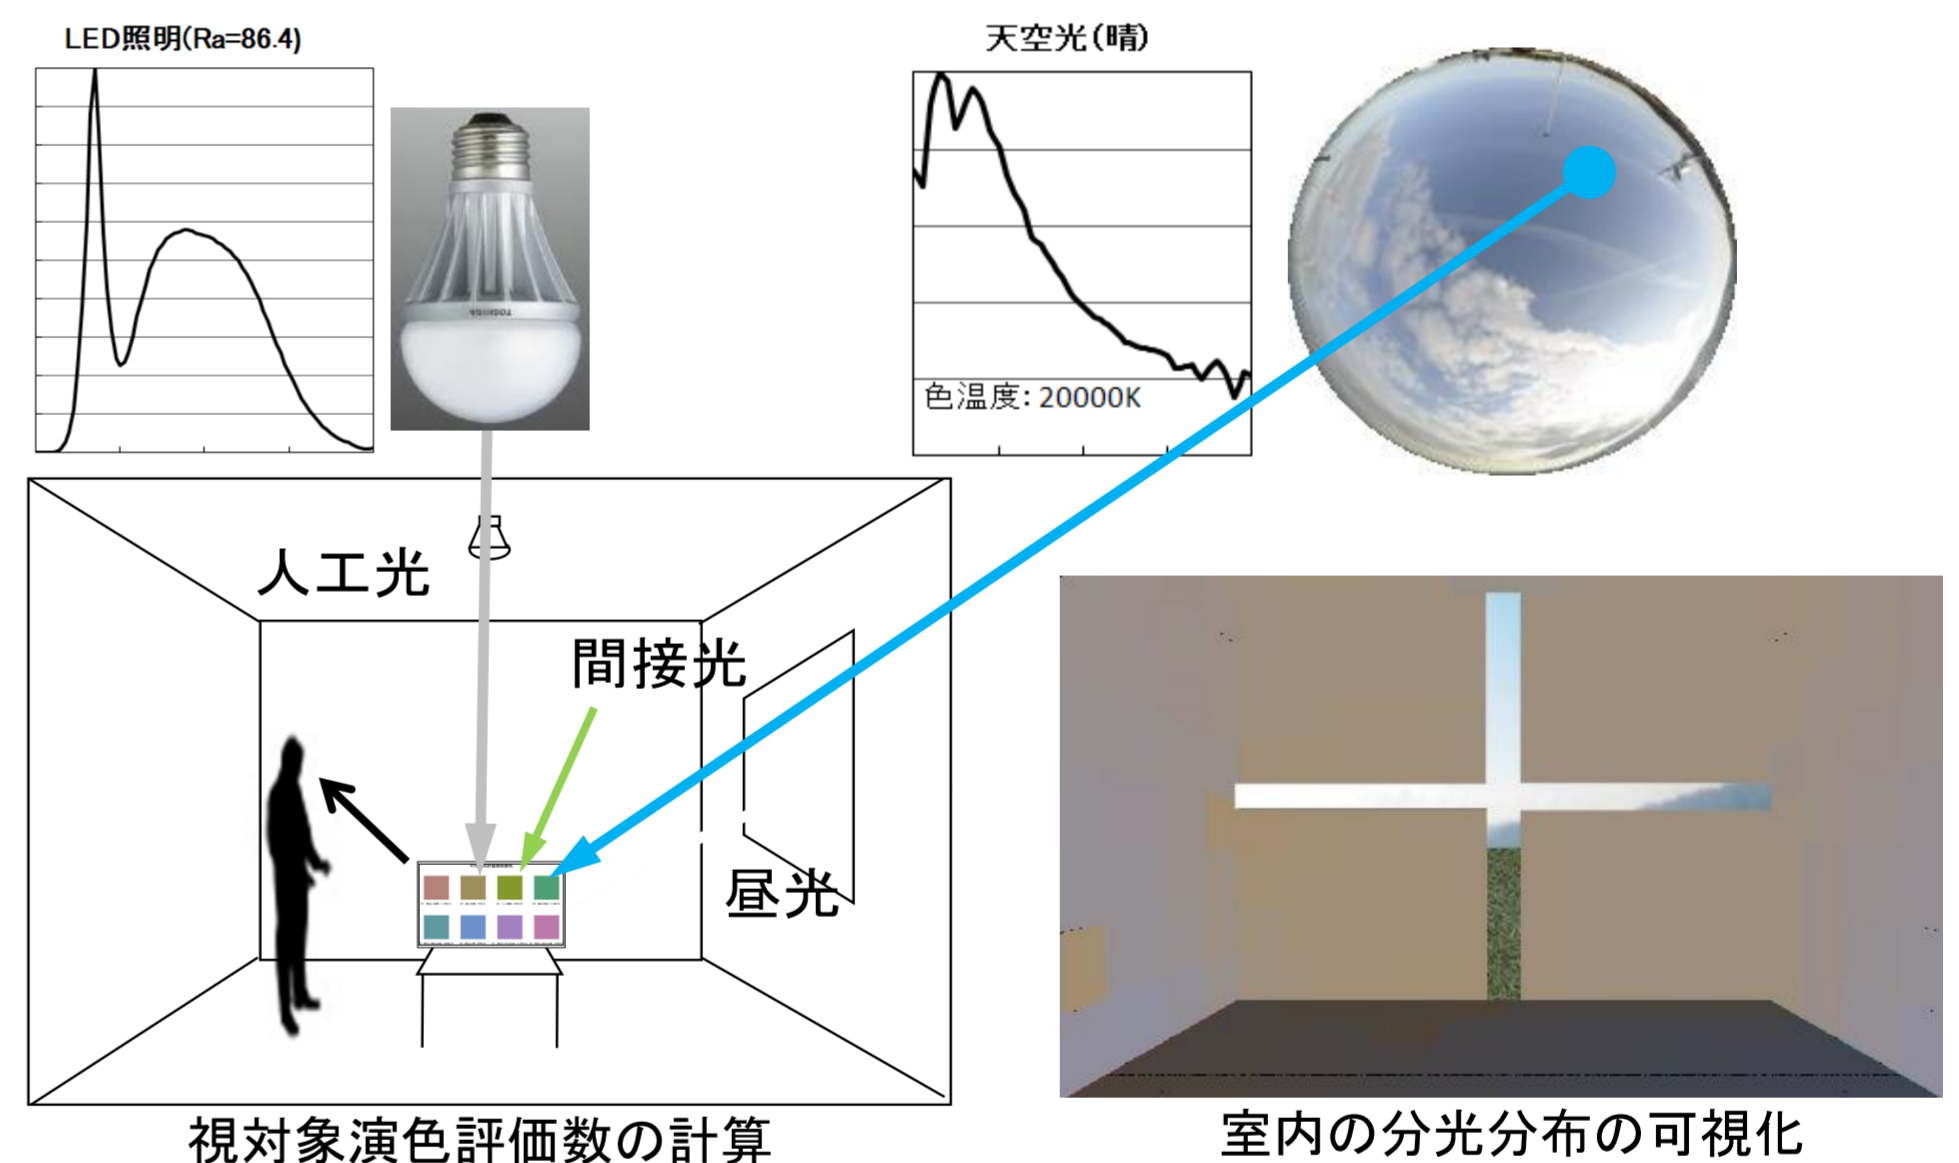 LED照明(Ra=86.4)
天空光(晴)
色温度: 20000K
人工光
間接光
昼光
視対象演色評価数の計算
室内の分光分布の可視化
TOSHIBA